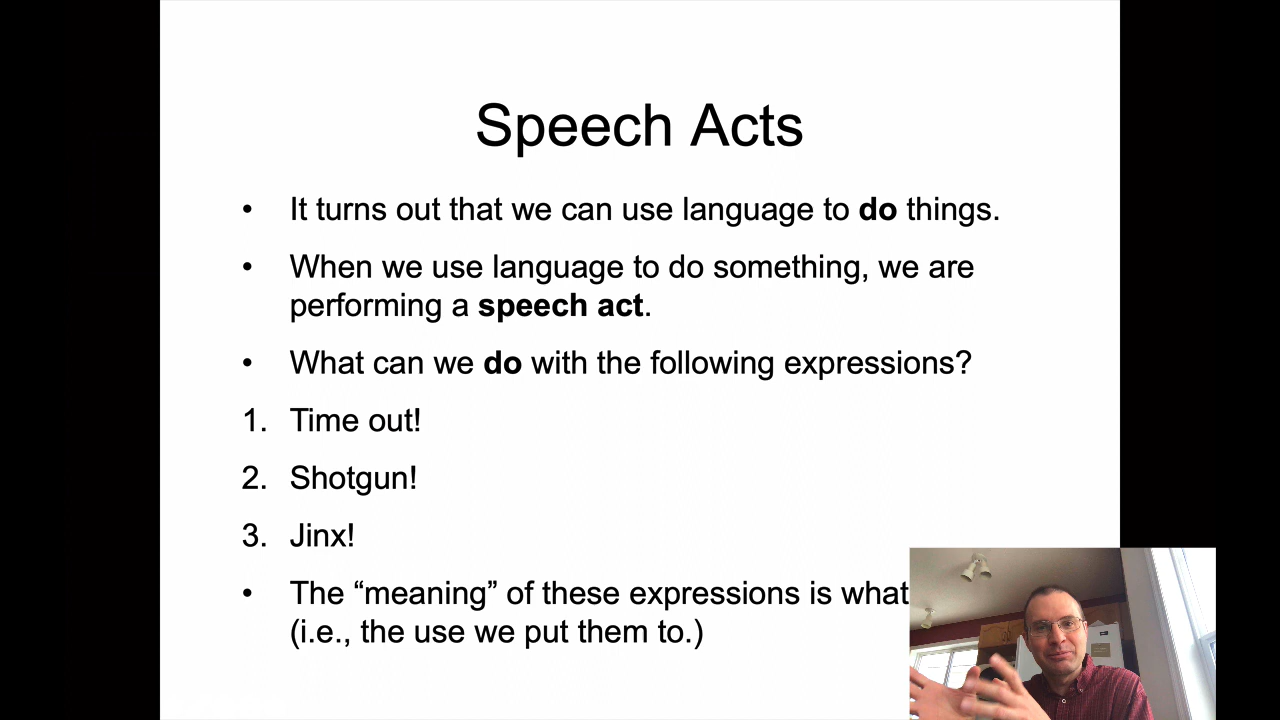 Speech Acts
• It turns out that we can use language to do things.
• When we use language to do something, we are
performing a speech act.
• What can we do with the following expressions?
1. Time out!
2. Shotgun!
3. Jinx!
• The “meaning” of these expressions is what
(i.e., the use we put them to.)